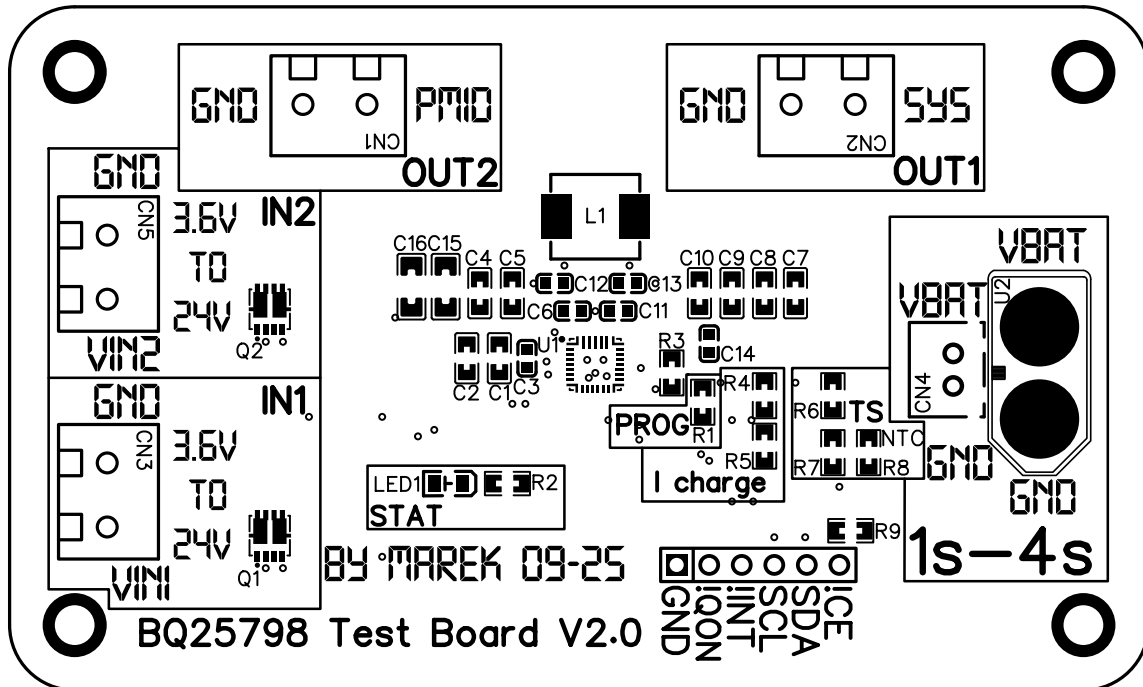 GND
PMID
CN1
OUT2
GND
SYS
CN2
OUT1
GND
CN5
3.6V
IN2
TO
24V
Q2
VIN2
L1
C16
C15
C4
C5
C12
C13
C6
C11
C10
C9
C8
C7
VBAT
U2
VBAT
CN4
GND
GND
1s-4s
GND
CN3
3.6V
IN1
TO
24V
Q1
VIN1
C2
C1
C3
U1
R3
C14
R4
R6
TS
PROG
R1
R5
I charge
NTC
R7
R8
LED1
R2
STAT
R9
BY MAREK 09-25
BQ25798 Test Board V2.0
GND
!QON
!INT
SCL
SDA
!CE